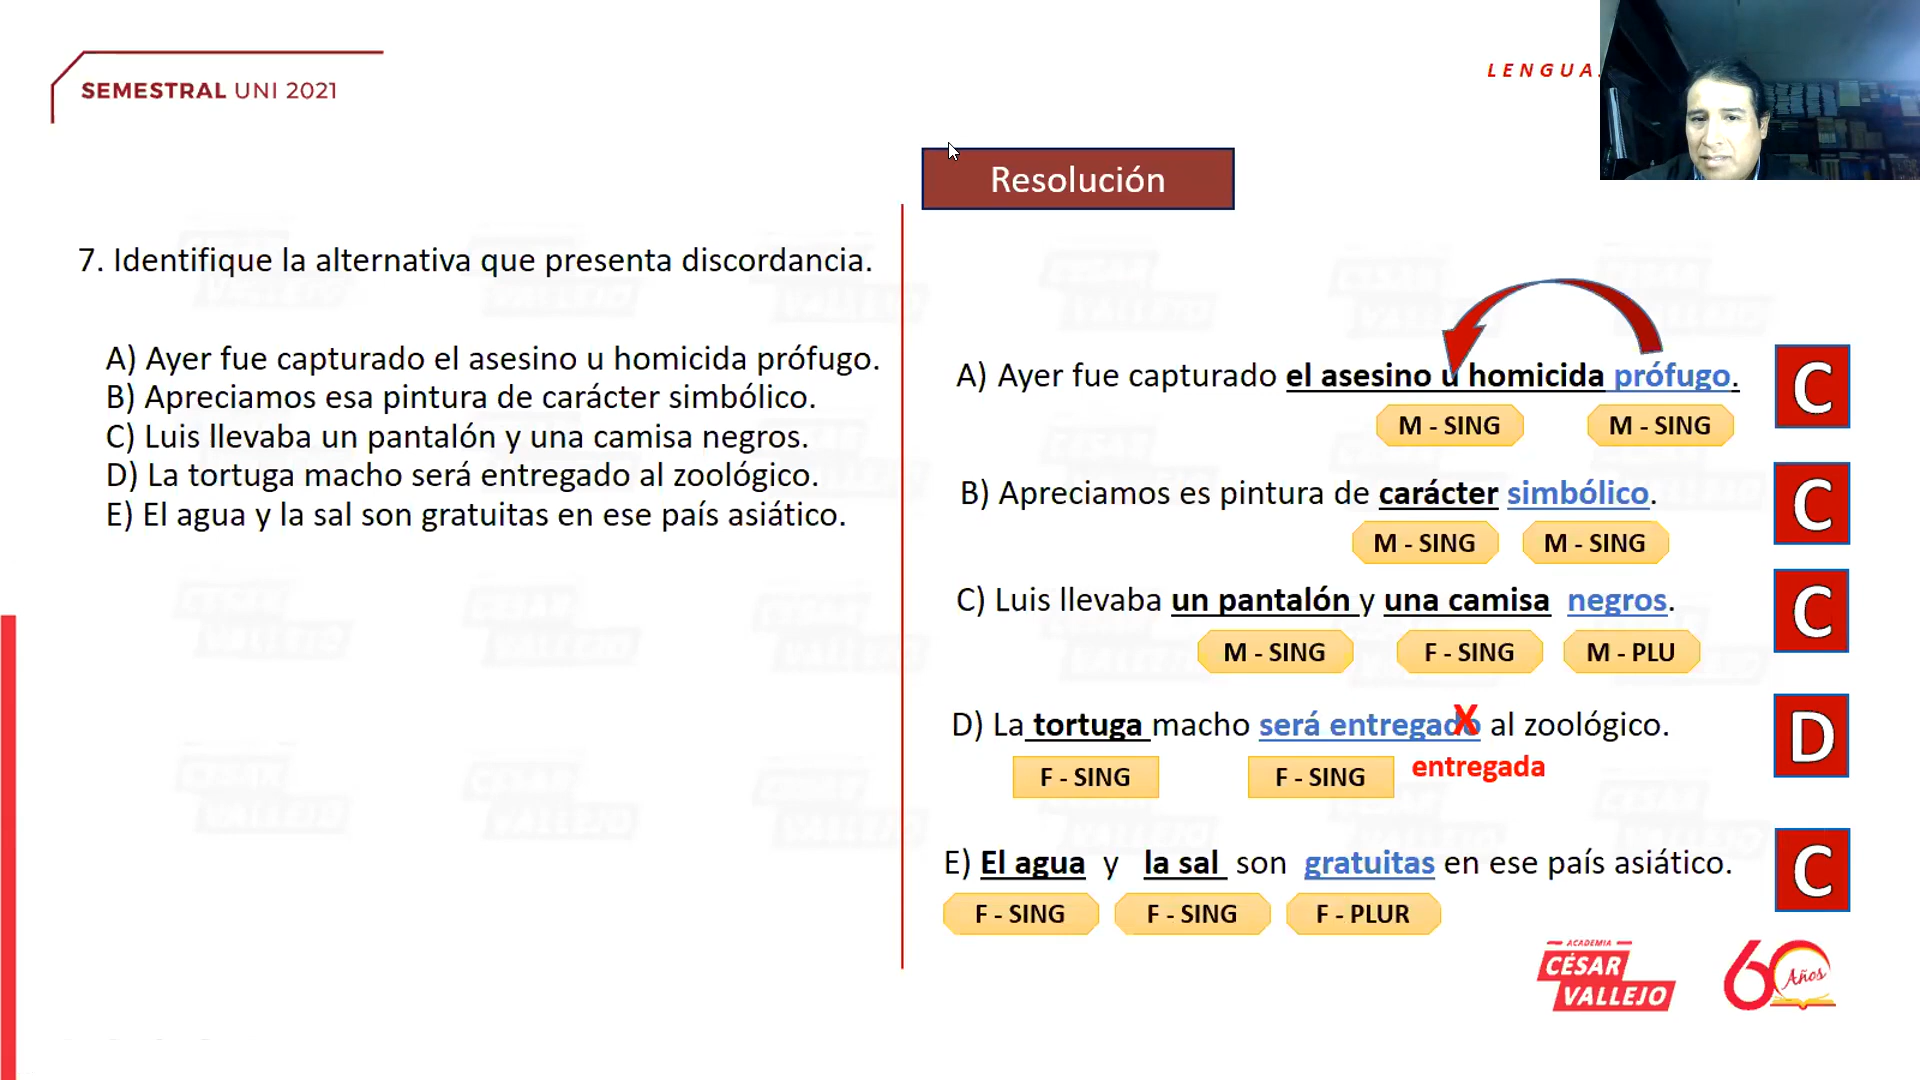 SEMESTRAL UNI 2021
LENGUA
Resolución
7. Identifique la alternativa que presenta discordancia.
A) Ayer fue capturado el asesino u homicida prófugo.
B) Apreciamos esa pintura de carácter simbólico.
C) Luis llevaba un pantalón y una camisa negros.
D) La tortuga macho será entregado al zoológico.
E) El agua y la sal son gratuitas en ese país asiático.
A) Ayer fue capturado el asesino u homicida prófugo.
C
M - SING M - SING
B) Apreciamos es pintura de carácter simbólico.
C
M - SING M - SING
C) Luis llevaba un pantalón y una camisa negros.
C
M - SING F - SING M - PLU
D) La tortuga macho será entregado al zoológico.
X
D
F - SING F - SING entregada
E) El agua y la sal son gratuitas en ese país asiático.
C
F - SING F - SING F - PLUR
ACADEMIA
CÉSAR
VALLEJO
60
Años
CÉSAR
VALLEJO